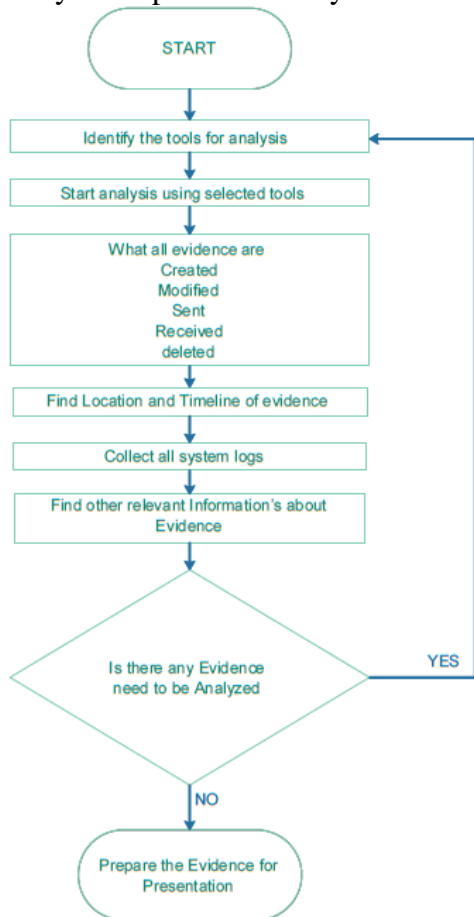 START
Identify the tools for analysis
Start analysis using selected tools
What all evidence are
Created
Modified
Sent
Received
deleted
Find Location and Timeline of evidence
Collect all system logs
Find other relevant Information's about
Evidence
Is there any Evidence
need to be Analyzed
YES
NO
Prepare the Evidence for
Presentation